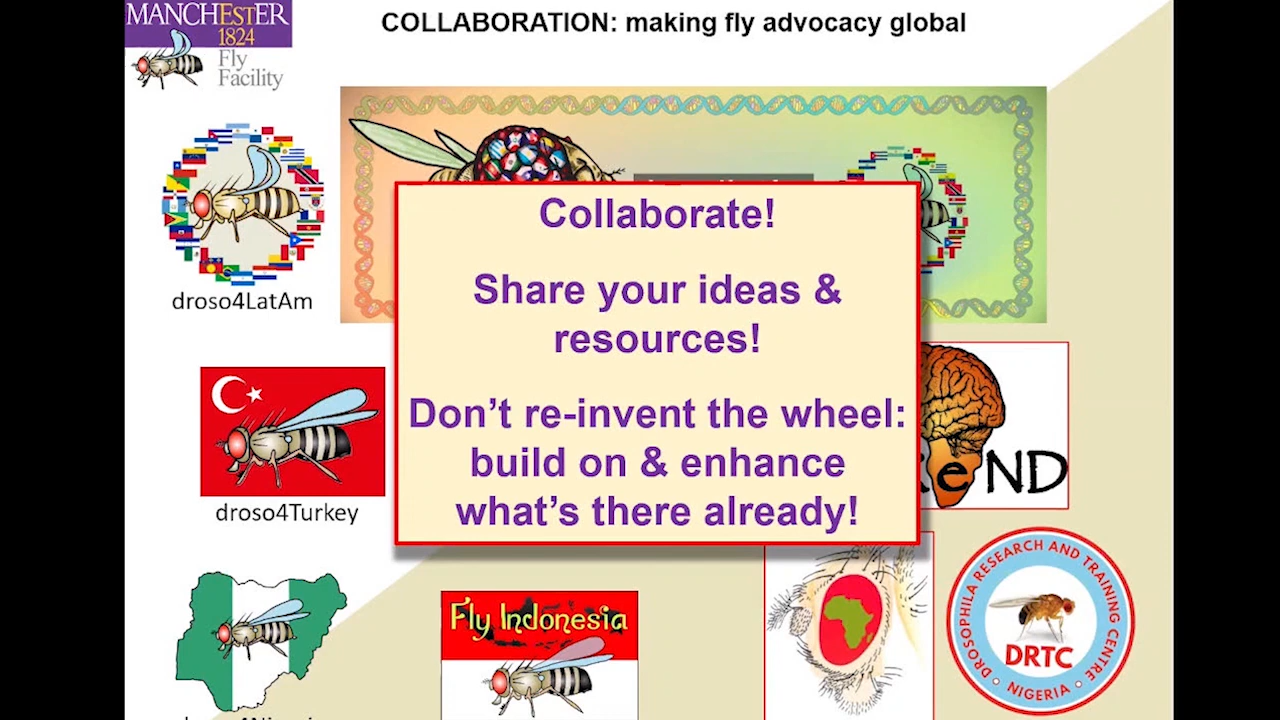 MANCHESTER
1824
Fly
Facility
COLLABORATION: making fly advocacy global
droso4LatAm
Collaborate!
Share your ideas &
resources!
Don’t re-invent the wheel:
build on & enhance
what’s there already!
droso4Turkey
eND
Fly Indonesia
DROSOPHILA RESEARCH AND TRAINING CENTRE
DRTC
NIGERIA